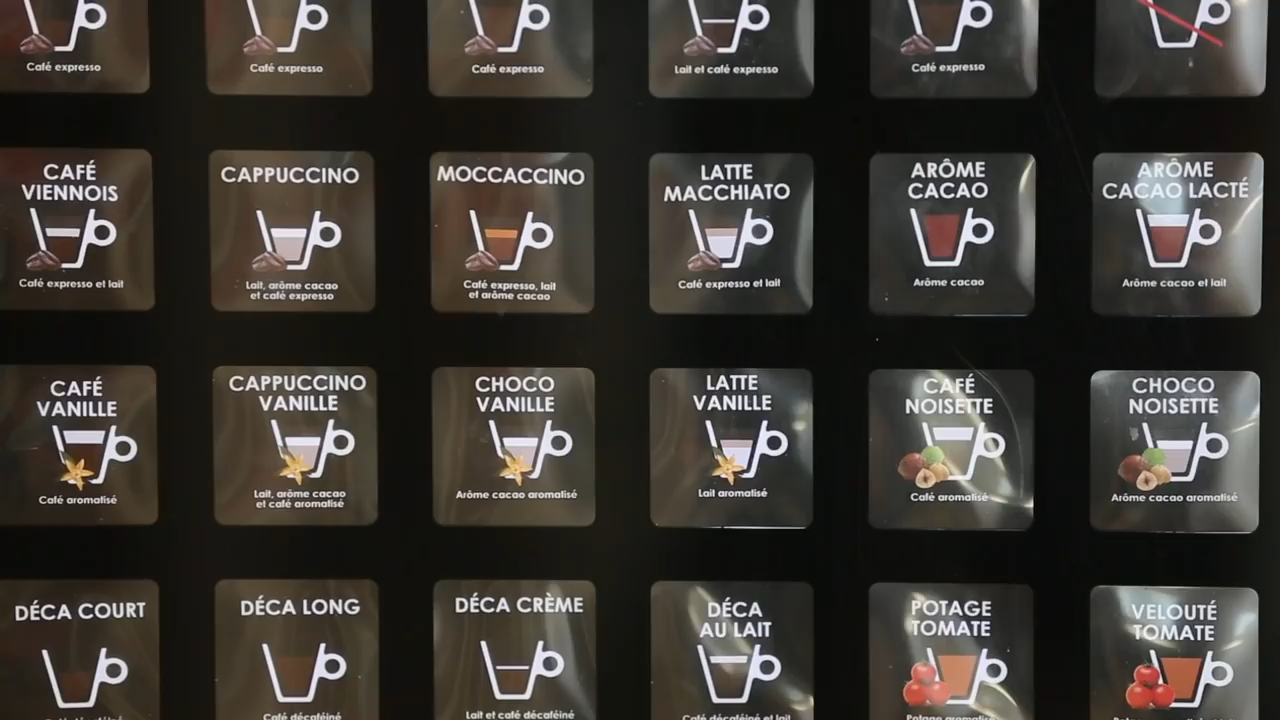 Café expresso
Café expresso
Café expresso
Lait et café expresso
Café expresso
CAFÉ
VIENNOIS
Café expresso et lait
CAPPUCCINO
Lait, arôme cacao
et café expresso
MOCCACCINO
Café expresso, lait
et arôme cacao
LATTE
MACCHIATO
Café expresso et lait
ARÔME
CACAO
Arôme cacao
ARÔME
CACAO LACTÉ
Arôme cacao et lait
CAFÉ
VANILLE
Café aromatisé
CAPPUCCINO
VANILLE
Lait, arôme cacao
et café aromatisé
CHOCO
VANILLE
Arôme cacao aromatisé
LATTE
VANILLE
Lait aromatisé
CAFÉ
NOISETTE
Café aromatisé
CHOCO
NOISETTE
Arôme cacao aromatisé
DÉCA COURT
DÉCA LONG
Café décaféiné
DÉCA CRÈME
Lait et café décaféiné
DÉCA
AU LAIT
Café décaféiné et lait
POTAGE
TOMATE
Potage aromatisé
VELOUTÉ
TOMATE